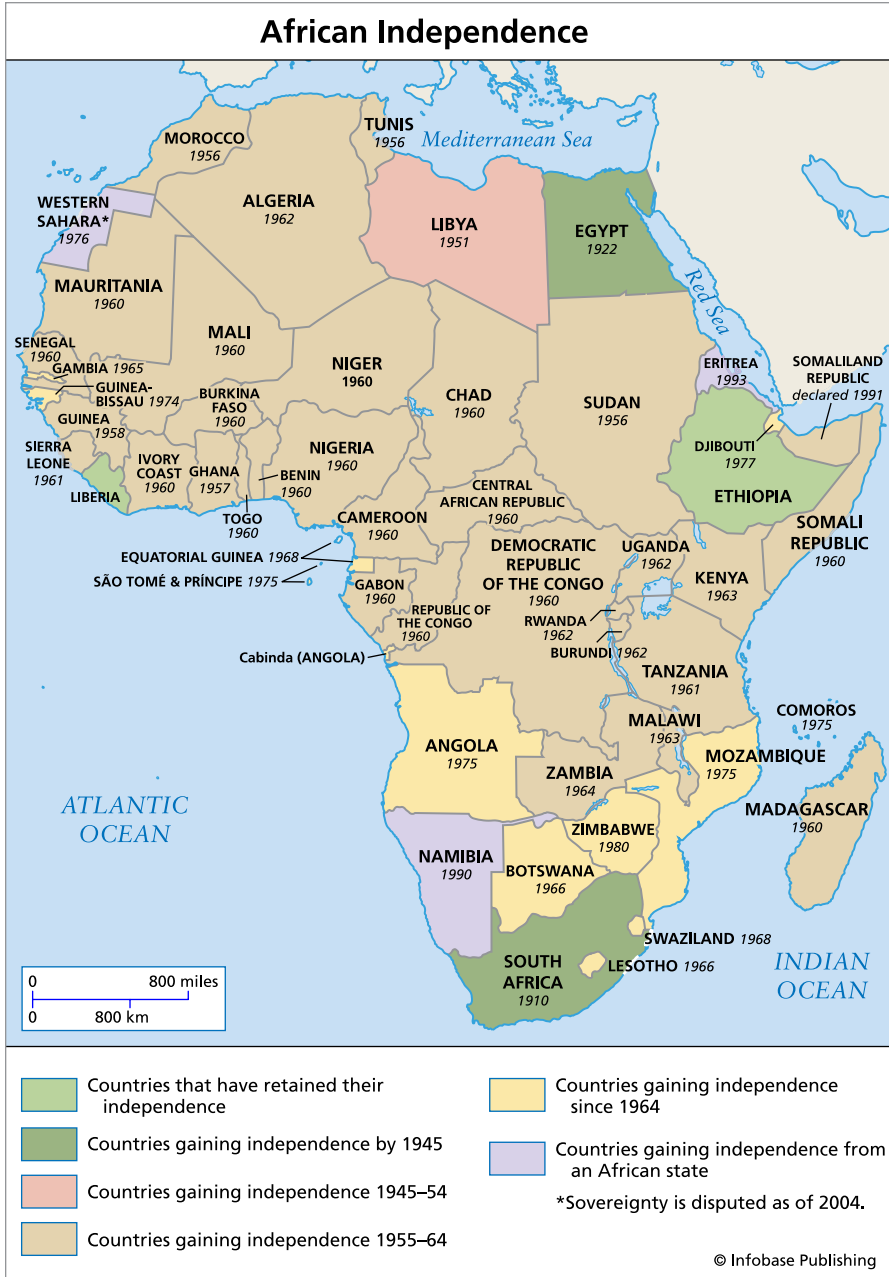 African Independence
TUNIS
1956
Mediterranean Sea
MOROCCO
1956
WESTERN
SAHARA*
1976
ALGERIA
1962
LIBYA
1951
EGYPT
1922
Red Sea
MAURITANIA
1960
MALI
1960
NIGER
1960
CHAD
1960
SUDAN
1956
ERITREA
1993
SOMALILAND
REPUBLIC
declared 1991
SENEGAL
1960
GAMBIA 1965
GUINEA-
BISSAU 1974
GUINEA
1958
SIERRA
LEONE
1961
LIBERIA
BURKINA
FASO
1960
IVORY
COAST
1960
GHANA
1957
TOGO
1960
BENIN
1960
NIGERIA
1960
CAMEROON
1960
CENTRAL
AFRICAN REPUBLIC
1960
DJIBOUTI
1977
ETHIOPIA
SOMALI
REPUBLIC
1960
EQUATORIAL GUINEA 1968
SÃO TOMÉ & PRÍNCIPE 1975
GABON
1960
REPUBLIC OF
THE CONGO
1960
Cabinda (ANGOLA)
DEMOCRATIC
REPUBLIC
OF THE CONGO
1960
UGANDA
1962
KENYA
1963
RWANDA
1962
BURUNDI 1962
TANZANIA
1961
COMOROS
1975
ANGOLA
1975
ZAMBIA
1964
MALAWI
1963
MOZAMBIQUE
1975
MADAGASCAR
1960
ATLANTIC
OCEAN
NAMIBIA
1990
BOTSWANA
1966
ZIMBABWE
1980
SWAZILAND 1968
LESOTHO 1966
SOUTH
AFRICA
1910
INDIAN
OCEAN
0 800 miles
0 800 km
Countries that have retained their
independence
Countries gaining independence by 1945
Countries gaining independence 1945–54
Countries gaining independence 1955–64
Countries gaining independence
since 1964
Countries gaining independence from
an African state
*Sovereignty is disputed as of 2004.
© Infobase Publishing